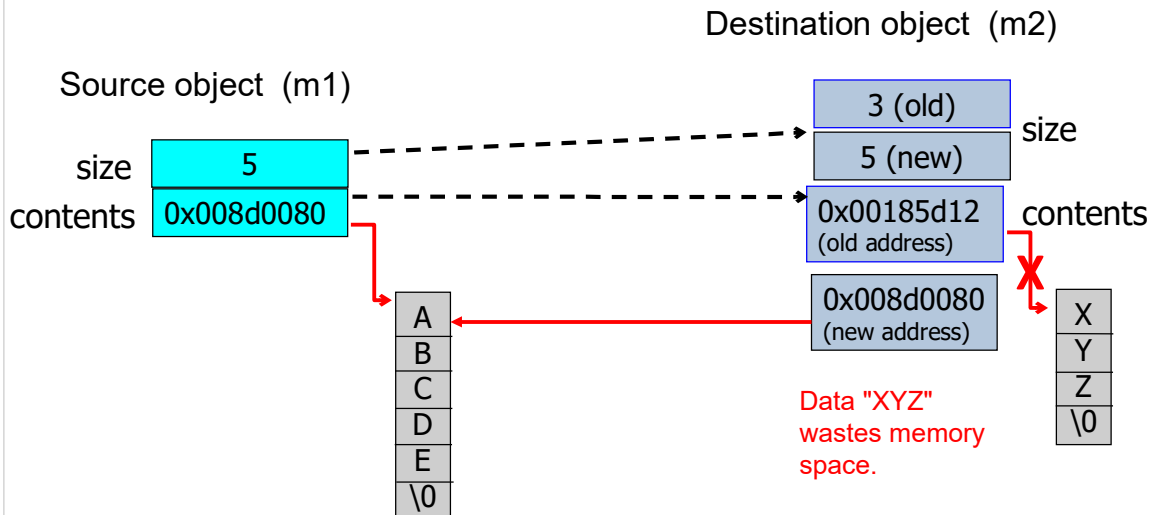 Destination object  (m2)
Source object  (m1)
3 (old)
size
5 (new)
size
5
contents
0x008d0080
0x00185d12
(old address)
contents
X
0x008d0080
(new address)
A
B
C
D
E
\0
X
Y
Z
\0
Data "XYZ"
wastes memory
space.